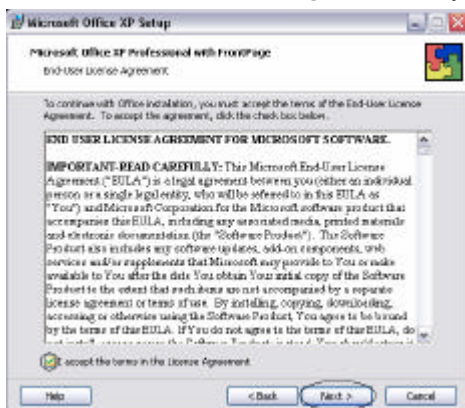 Microsoft Office XP Setup
Microsoft Office XP Professional with FrontPage
End-User License Agreement
To continue with Office installation, you must accept the terms of the End-User License
Agreement. To accept the agreement, click the check box below.
END USER LICENSE AGREEMENT FOR MICROSOFT SOFTWARE.
IMPORTANT-READ CAREFULLY: This Microsoft End-User License
Agreement ("EULA") is a legal agreement between you (either an individual
person or a single legal entity, who will be referred to in this EULA as
"You") and Microsoft Corporation for the Microsoft software product that
accompanies this EULA, including any associated media, printed materials
and electronic documentation (the "Software Product"). The Software
Product also includes any software updates, add-on components, web
services and/or supplements that Microsoft may provide to You or make
available to You after the date You obtain Your initial copy of the Software
Product to the extent that such items are not accompanied by a separate
license agreement or terms of use. By installing, copying, downloading,
accessing or otherwise using the Software Product, You agree to be bound
by the terms of this EULA. If You do not agree to the terms of this EULA, do
I accept the terms in the License Agreement
Help
< Back
Next >
Cancel